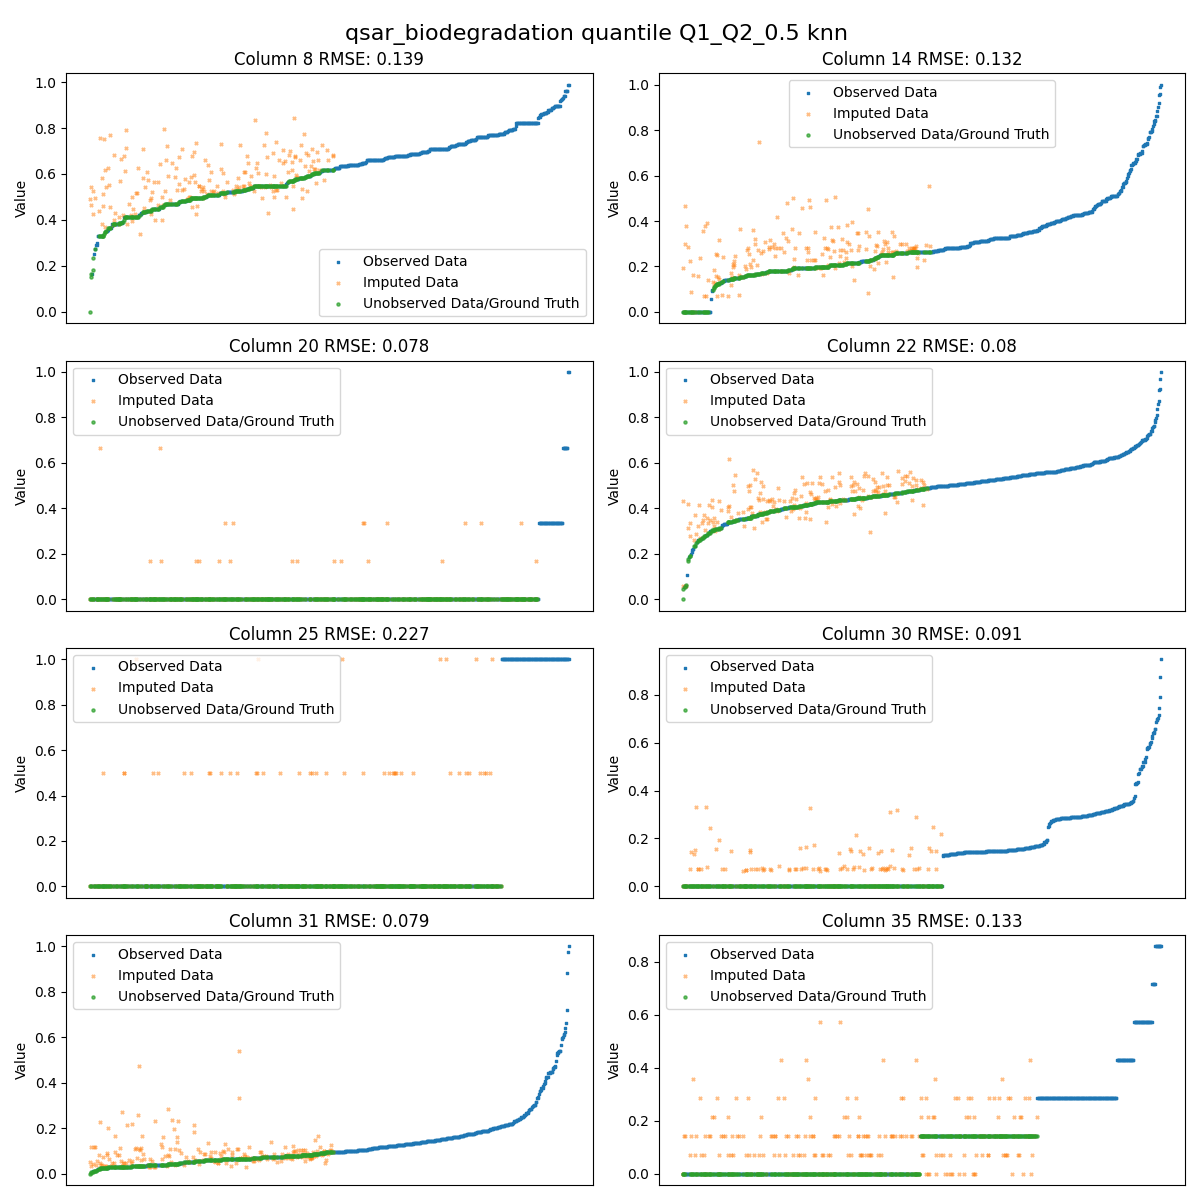 qsar_biodegradation quantile Q1_Q2_0.5 knn
Column 8 RMSE: 0.139
1.0
0.8
0.6
0.4
0.2
0.0
Value
Observed Data
Imputed Data
Unobserved Data/Ground Truth
Column 14 RMSE: 0.132
1.0
0.8
0.6
0.4
0.2
0.0
Value
Observed Data
Imputed Data
Unobserved Data/Ground Truth
Column 20 RMSE: 0.078
1.0
0.8
0.6
0.4
0.2
0.0
Value
Observed Data
Imputed Data
Unobserved Data/Ground Truth
Column 22 RMSE: 0.08
1.0
0.8
0.6
0.4
0.2
0.0
Value
Observed Data
Imputed Data
Unobserved Data/Ground Truth
Column 25 RMSE: 0.227
1.0
0.8
0.6
0.4
0.2
0.0
Value
Observed Data
Imputed Data
Unobserved Data/Ground Truth
Column 30 RMSE: 0.091
0.8
0.6
0.4
0.2
0.0
Value
Observed Data
Imputed Data
Unobserved Data/Ground Truth
Column 31 RMSE: 0.079
1.0
0.8
0.6
0.4
0.2
0.0
Value
Observed Data
Imputed Data
Unobserved Data/Ground Truth
Column 35 RMSE: 0.133
0.8
0.6
0.4
0.2
0.0
Value
Observed Data
Imputed Data
Unobserved Data/Ground Truth